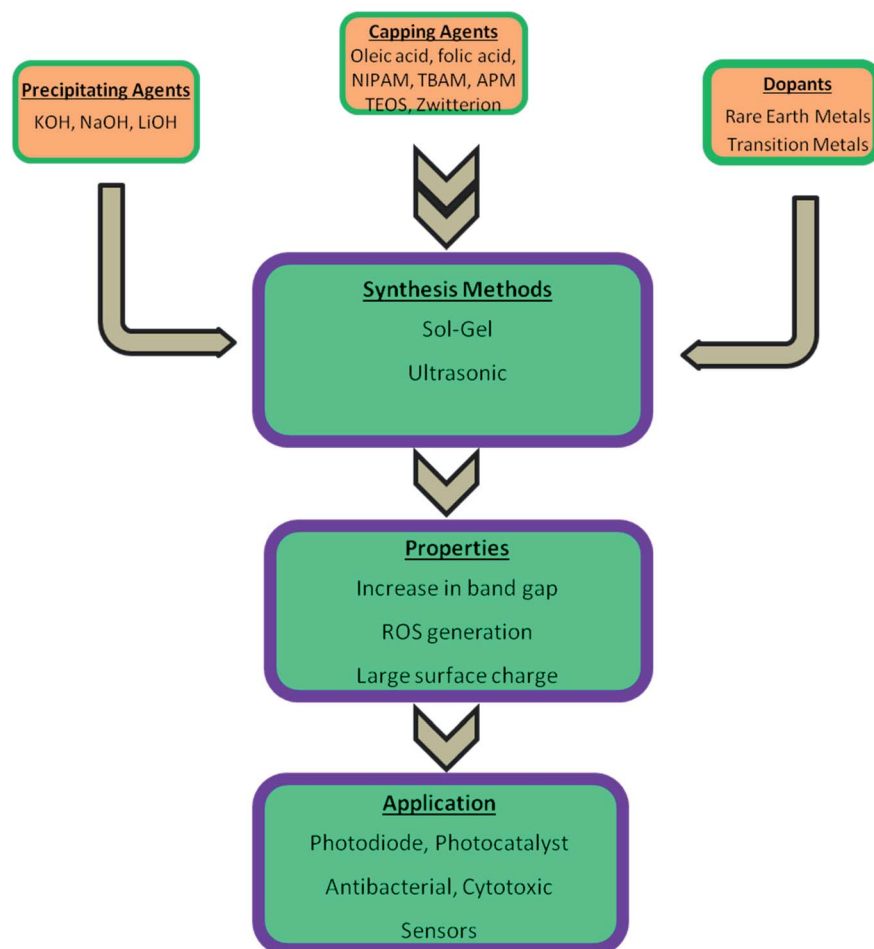 Capping Agents
Oleic acid, folic acid,
NIPAM, TBAM, APM
TEOS, Zwitterion
Precipitating Agents
KOH, NaOH, LiOH
Dopants
Rare Earth Metals
Transition Metals
Synthesis Methods
Sol-Gel
Ultrasonic
Properties
Increase in band gap
ROS generation
Large surface charge
Application
Photodiode, Photocatalyst
Antibacterial, Cytotoxic
Sensors